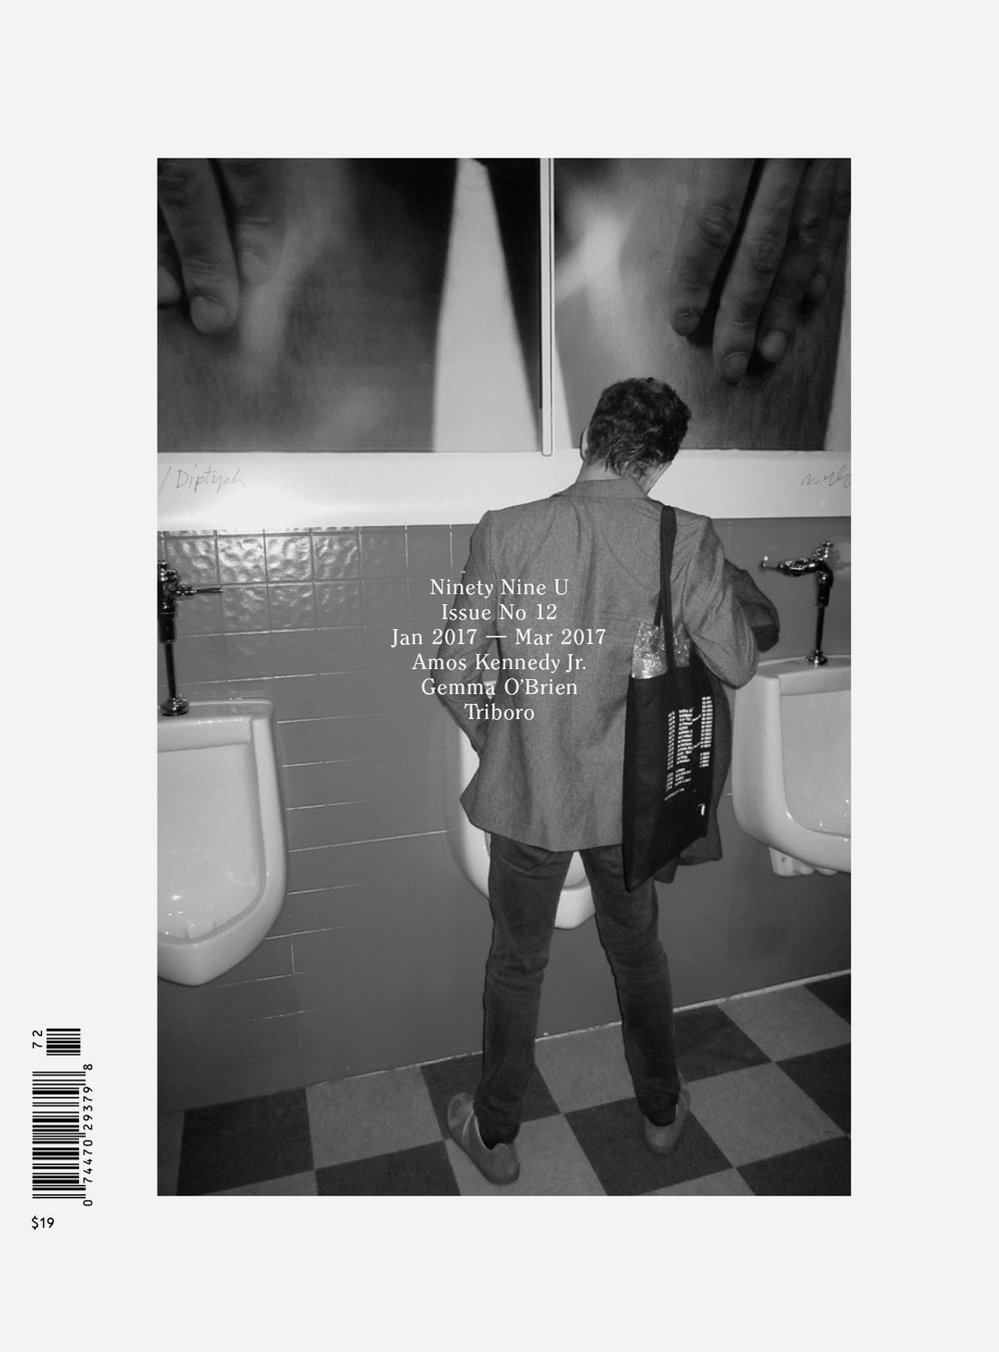 / Diptych
Ninety Nine U
Issue No 12
Jan 2017 — Mar 2017
Amos Kennedy Jr.
Gemma O’Brien
Triboro
72
0 74470 29379 8
$19